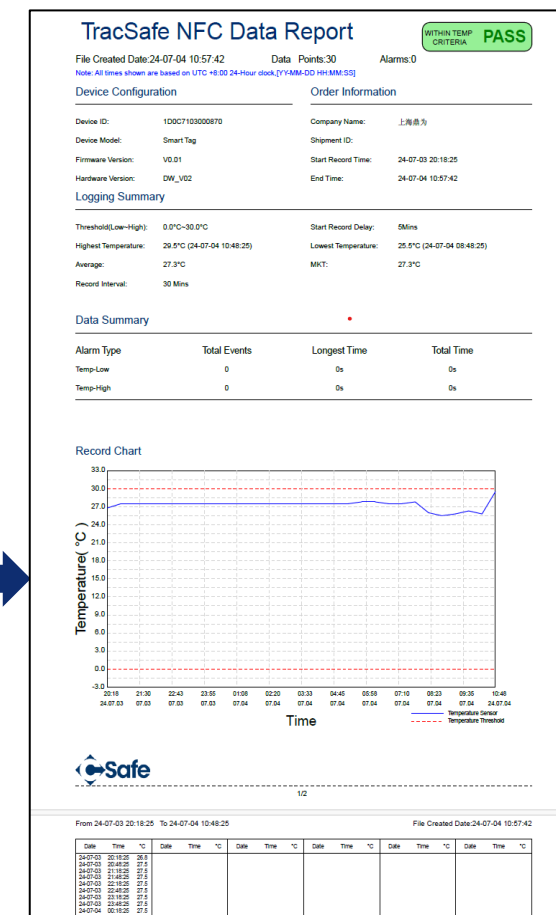 TracSafe NFC Data Report
WITHIN TEMP CRITERIA PASS
File Created Date:24-07-04 10:57:42 Data Points:30 Alarms:0
Note: All times shown are based on UTC +8:00 24-Hour clock.[YY-MM-DD HH:MM:SS]
Device Configuration Order Information
Device ID: 1D0C7103000870 Company Name: 上海鼎为
Device Model: Smart Tag Shipment ID:
Firmware Version: V0.01 Start Record Time: 24-07-03 20:18:25
Hardware Version: DW_V02 End Time: 24-07-04 10:57:42
Logging Summary
Threshold(Low~High): 0.0°C~30.0°C Start Record Delay: 5Mins
Highest Temperature: 29.5°C (24-07-04 10:48:25) Lowest Temperature: 25.5°C (24-07-04 08:48:25)
Average: 27.3°C MKT: 27.3°C
Record Interval: 30 Mins
Data Summary
Alarm Type Total Events Longest Time Total Time
Temp-Low 0 0s 0s
Temp-High 0 0s 0s
Record Chart
33.0
30.0
27.0
24.0
21.0
18.0
15.0
12.0
9.0
6.0
3.0
0.0
-3.0
Temperature( °C )
20:18 21:30 22:43 23:55 01:08 02:20 03:33 04:45 05:58 07:10 08:23 09:35 10:48
24.07.03 07.03 07.03 07.03 07.04 07.04 07.04 07.04 07.04 07.04 07.04 07.04 24.07.04
Time
Temperature Sensor
Temperature Threshold
Safe
1/2
From 24-07-03 20:18:25 To 24-07-04 10:48:25 File Created Date:24-07-04 10:57:42
Date Time °C Date Time °C Date Time °C Date Time °C Date Time °C Date Time °C
24-07-03 20:18:25 26.8
24-07-03 20:48:25 27.5
24-07-03 21:18:25 27.5
24-07-03 21:48:25 27.5
24-07-03 22:18:25 27.5
24-07-03 22:48:25 27.5
24-07-03 23:18:25 27.5
24-07-03 23:48:25 27.5
24-07-04 00:18:25 27.5